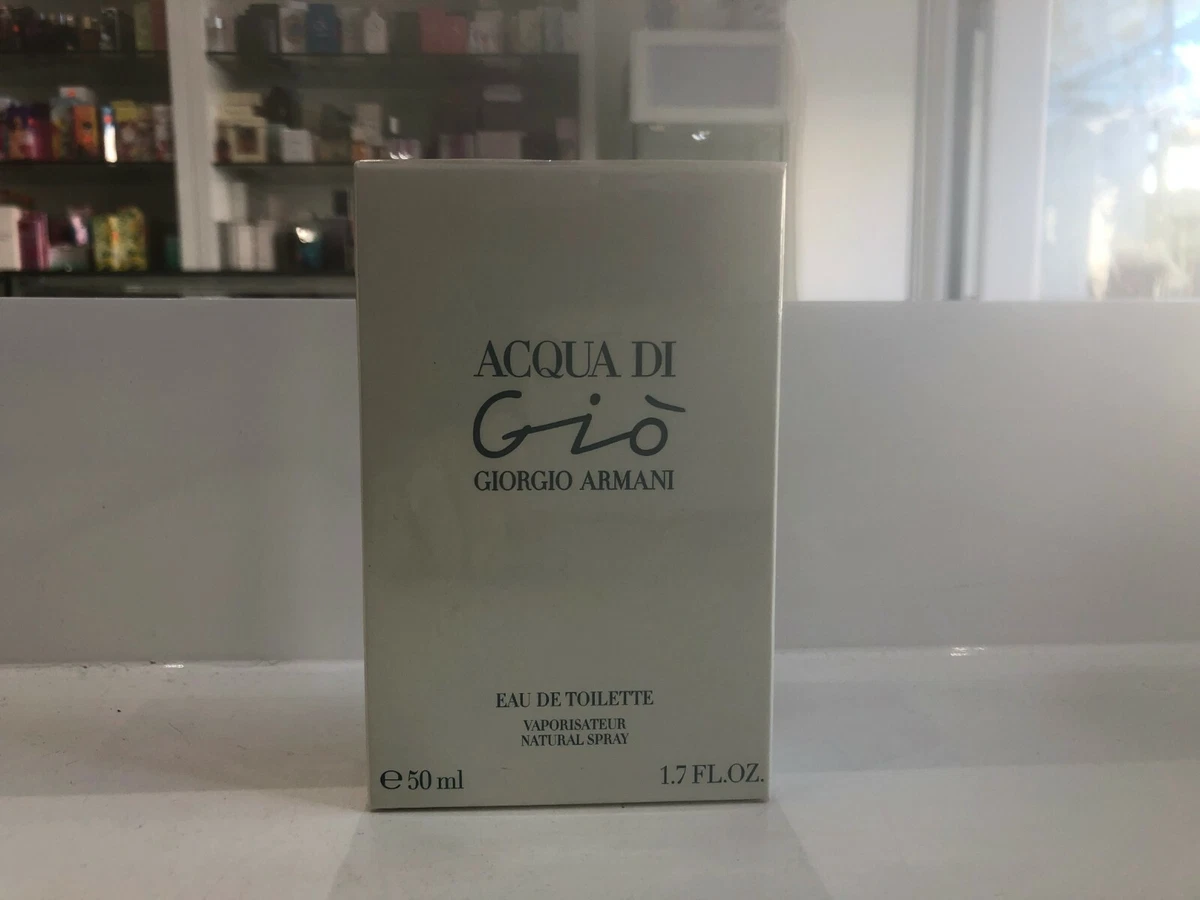 ACQUA DI
Giò
GIORGIO ARMANI
EAU DE TOILETTE
VAPORISATEUR
NATURAL SPRAY
℮ 50 ml 1.7 FL.OZ.